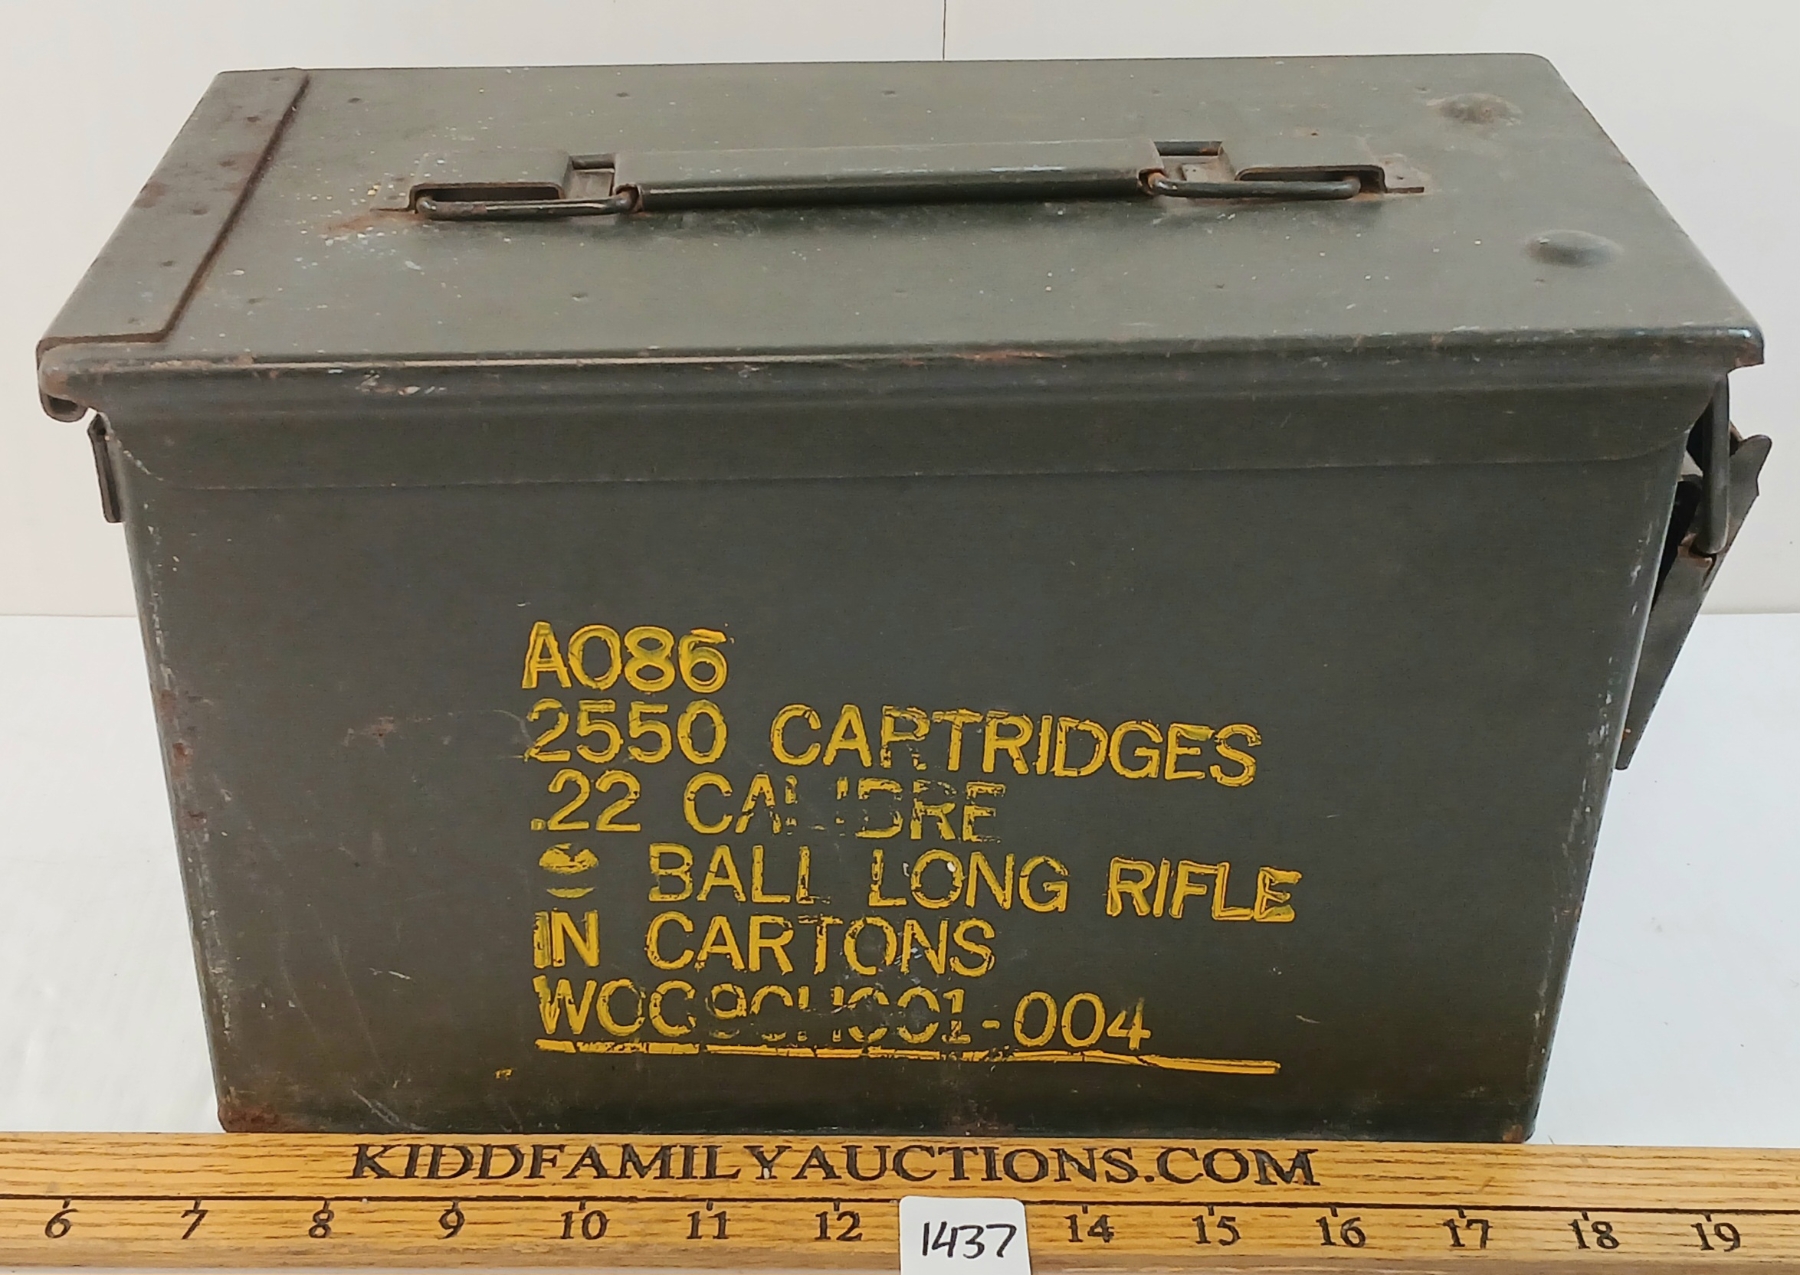 A086
2550 CARTRIDGES
.22 CALIBRE
BALL LONG RIFLE
IN CARTONS
-004
KIDDFAMILYAUCTIONS.COM
6 7 8 9 10 11 12 14 15 16 17 18 19
1437